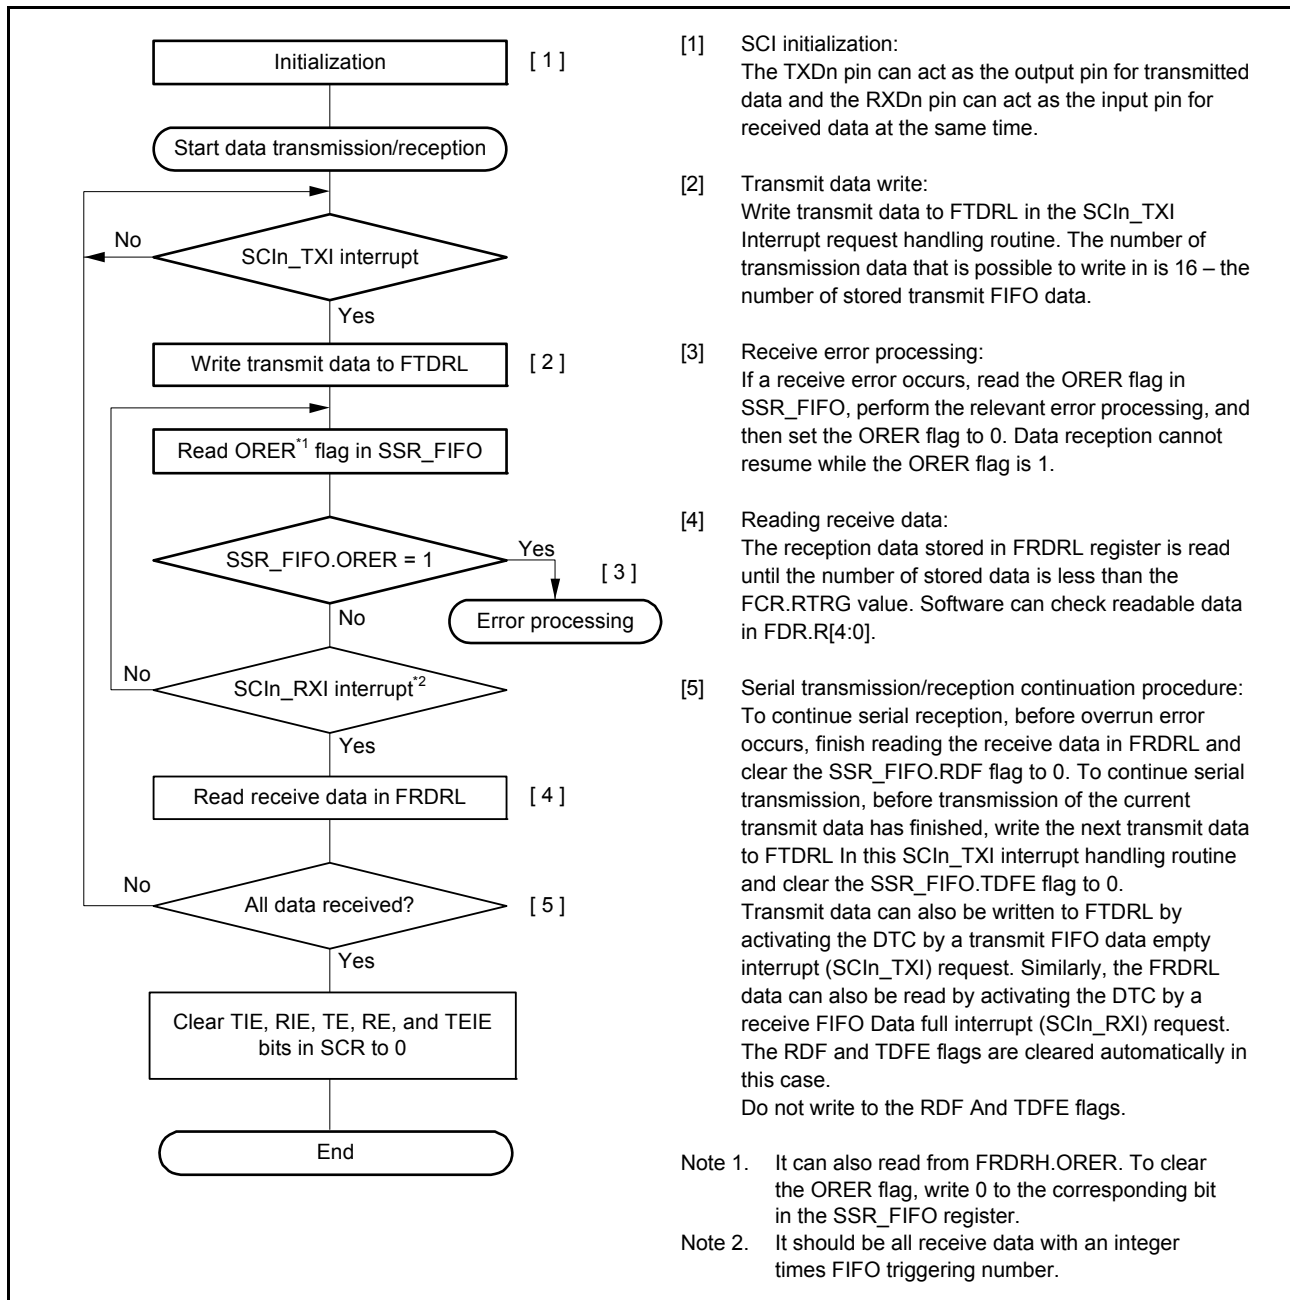 Initialization
[ 1 ]
Start data transmission/reception
No
SCIn_TXI interrupt
Yes
Write transmit data to FTDRL
[ 2 ]
Read ORER*1 flag in SSR_FIFO
SSR_FIFO.ORER = 1
Yes
[ 3 ]
Error processing
No
No
SCIn_RXI interrupt*2
Yes
Read receive data in FRDRL
[ 4 ]
No
All data received?
[ 5 ]
Yes
Clear TIE, RIE, TE, RE, and TEIE
bits in SCR to 0
End
[1] SCI initialization:
The TXDn pin can act as the output pin for transmitted
data and the RXDn pin can act as the input pin for
received data at the same time.
[2] Transmit data write:
Write transmit data to FTDRL in the SCIn_TXI
Interrupt request handling routine. The number of
transmission data that is possible to write in is 16 – the
number of stored transmit FIFO data.
[3] Receive error processing:
If a receive error occurs, read the ORER flag in
SSR_FIFO, perform the relevant error processing, and
then set the ORER flag to 0. Data reception cannot
resume while the ORER flag is 1.
[4] Reading receive data:
The reception data stored in FRDRL register is read
until the number of stored data is less than the
FCR.RTRG value. Software can check readable data
in FDR.R[4:0].
[5] Serial transmission/reception continuation procedure:
To continue serial reception, before overrun error
occurs, finish reading the receive data in FRDRL and
clear the SSR_FIFO.RDF flag to 0. To continue serial
transmission, before transmission of the current
transmit data has finished, write the next transmit data
to FTDRL In this SCIn_TXI interrupt handling routine
and clear the SSR_FIFO.TDFE flag to 0.
Transmit data can also be written to FTDRL by
activating the DTC by a transmit FIFO data empty
interrupt (SCIn_TXI) request. Similarly, the FRDRL
data can also be read by activating the DTC by a
receive FIFO Data full interrupt (SCIn_RXI) request.
The RDF and TDFE flags are cleared automatically in
this case.
Do not write to the RDF And TDFE flags.
Note 1. It can also read from FRDRH.ORER. To clear
the ORER flag, write 0 to the corresponding bit
in the SSR_FIFO register.
Note 2. It should be all receive data with an integer
times FIFO triggering number.